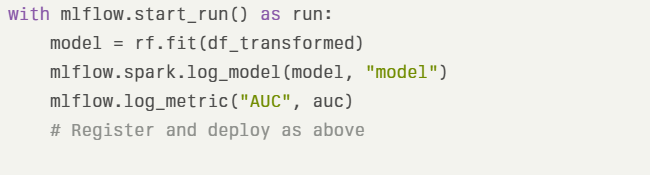 with mlflow.start_run() as run:
    model = rf.fit(df_transformed)
    mlflow.spark.log_model(model, "model")
    mlflow.log_metric("AUC", auc)
    # Register and deploy as above